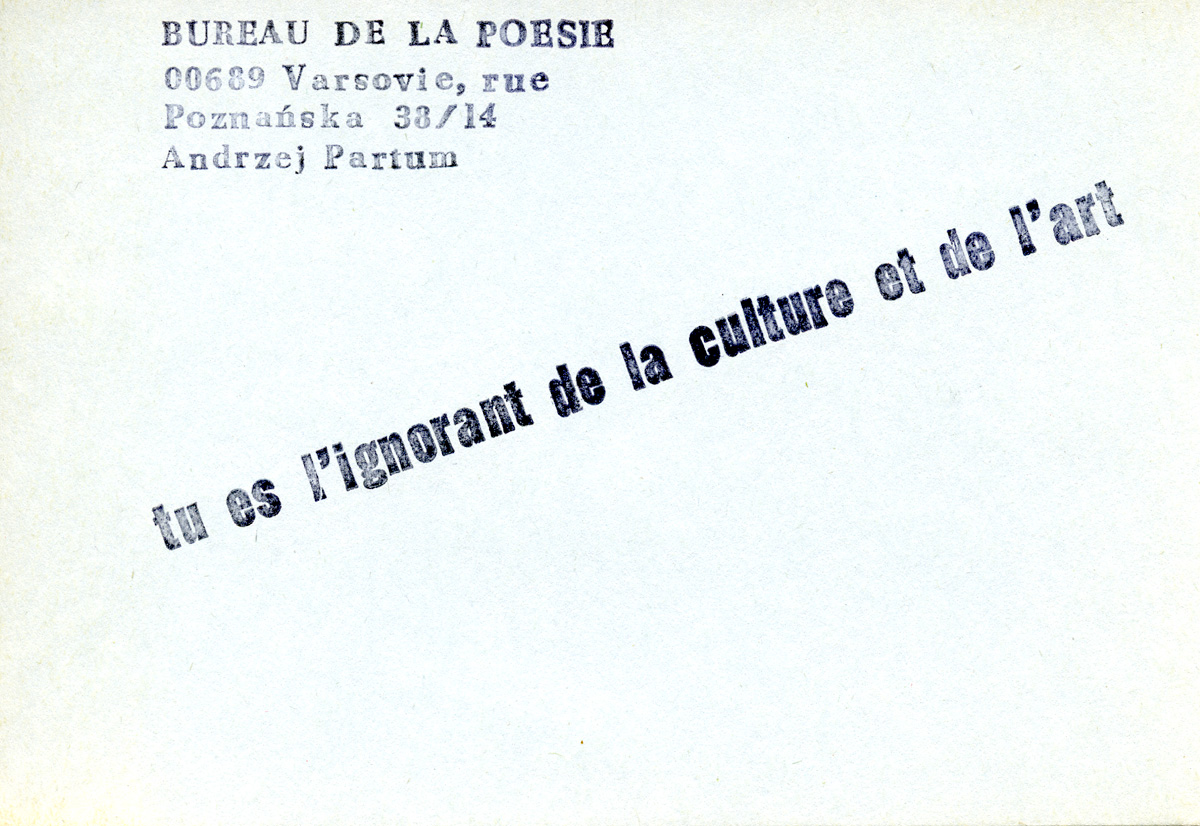 BUREAU DE LA POESIE
00689 Varsovie, rue
Poznańska 38/14
Andrzej Partum
tu es l'ignorant de la culture et de l'art